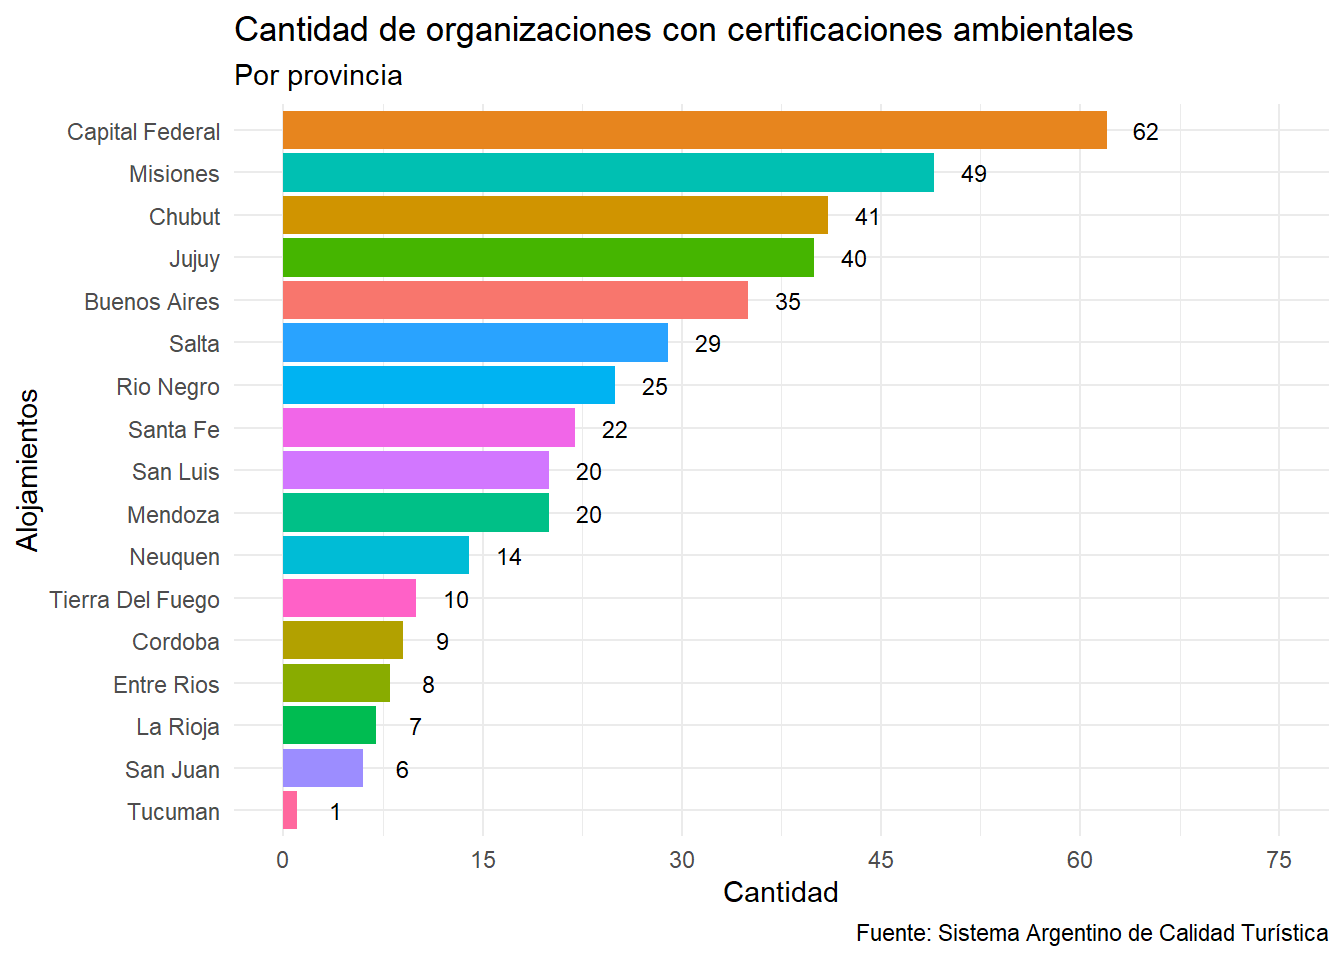 Cantidad de organizaciones con certificaciones ambientales
Por provincia
Capital Federal 62
Misiones 49
Chubut 41
Jujuy 40
Buenos Aires 35
Salta 29
Rio Negro 25
Santa Fe 22
San Luis 20
Mendoza 20
Neuquen 14
Tierra Del Fuego 10
Cordoba 9
Entre Rios 8
La Rioja 7
San Juan 6
Tucuman 1
Alojamientos
0 15 30 45 60 75
Cantidad
Fuente: Sistema Argentino de Calidad Turística